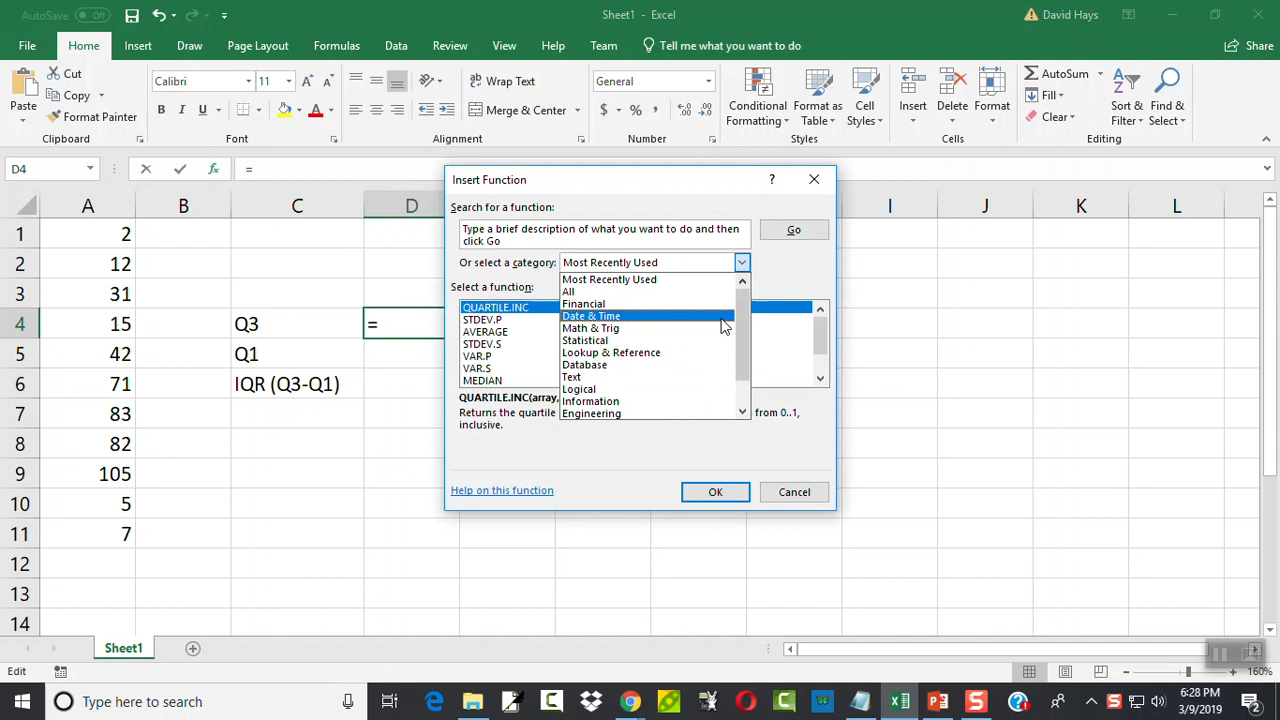 AutoSave Off
Sheet1 - Excel
David Hays
File Home Insert Draw Page Layout Formulas Data Review View Help Team Tell me what you want to do Share
Paste
Cut
Copy
Format Painter
Clipboard
Calibri 11
B I U
Font
Wrap Text
Merge & Center
Alignment
General
$ % ,
Number
Conditional Formatting
Format as Table
Cell Styles
Styles
Insert
Delete
Format
Cells
AutoSum
Fill
Clear
Sort & Filter
Find & Select
Editing
D4 fx =
A B C D I J K L
1 2
2 12
3 31
4 15 Q3 =
5 42 Q1
6 71 IQR (Q3-Q1)
7 83
8 82
9 105
10 5
11 7
12
13
14
Insert Function ?
Search for a function:
Type a brief description of what you want to do and then
click Go
Go
Or select a category: Most Recently Used
Most Recently Used
All
Financial
Date & Time
Math & Trig
Statistical
Lookup & Reference
Database
Text
Logical
Information
Engineering
Select a function:
QUARTILE.INC
STDEV.P
AVERAGE
STDEV.S
VAR.P
VAR.S
MEDIAN
QUARTILE.INC(array,
Returns the quartile from 0..1,
inclusive.
Help on this function
OK
Cancel
Sheet1
Edit
160%
Type here to search
6:28 PM
3/9/2019
2